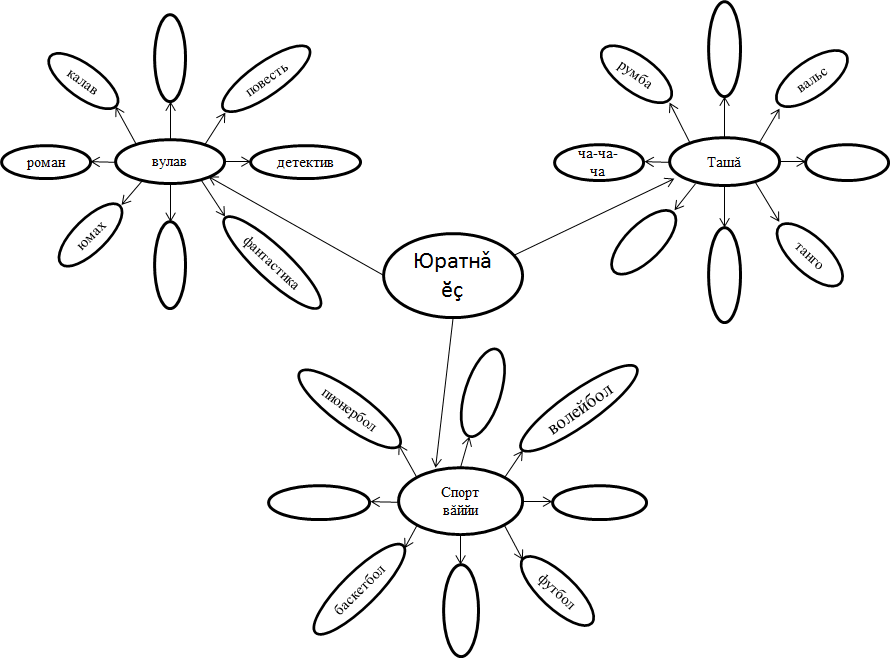 калав
повесть
роман
вулав
детектив
юмах
фантастика
румба
вальс
ча-ча-
ча
Ташă
танго
Юратнă
ĕç
пионербол
волейбол
Спорт
вăййи
баскетбол
футбол